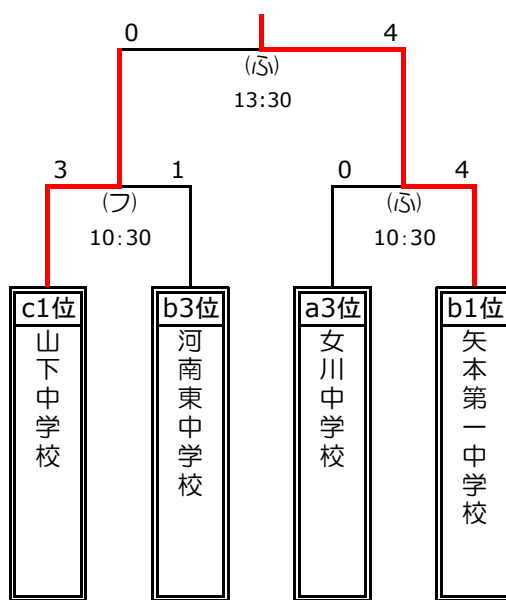 0 4
(ふ)
13:30
3 1 0 4
(フ) (ふ)
10:30 10:30
c1位 b3位 a3位 b1位
山下中学校
河南東中学校
女川中学校
矢本第一中学校